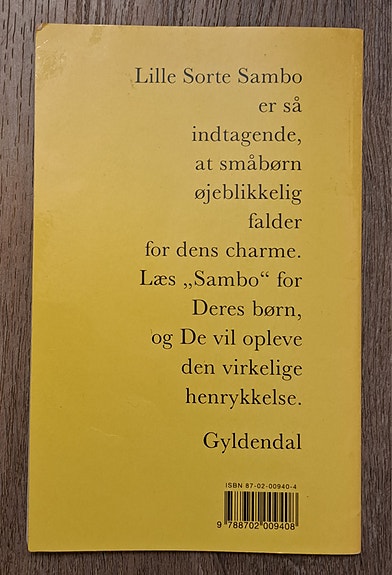 Lille Sorte Sambo
er så
indtagende,
at småbørn
øjeblikkelig
falder
for dens charme.
Læs „Sambo“ for
Deres børn,
og De vil opleve
den virkelige
henrykkelse.
Gyldendal
ISBN 87-02-00940-4
9 788702 009408